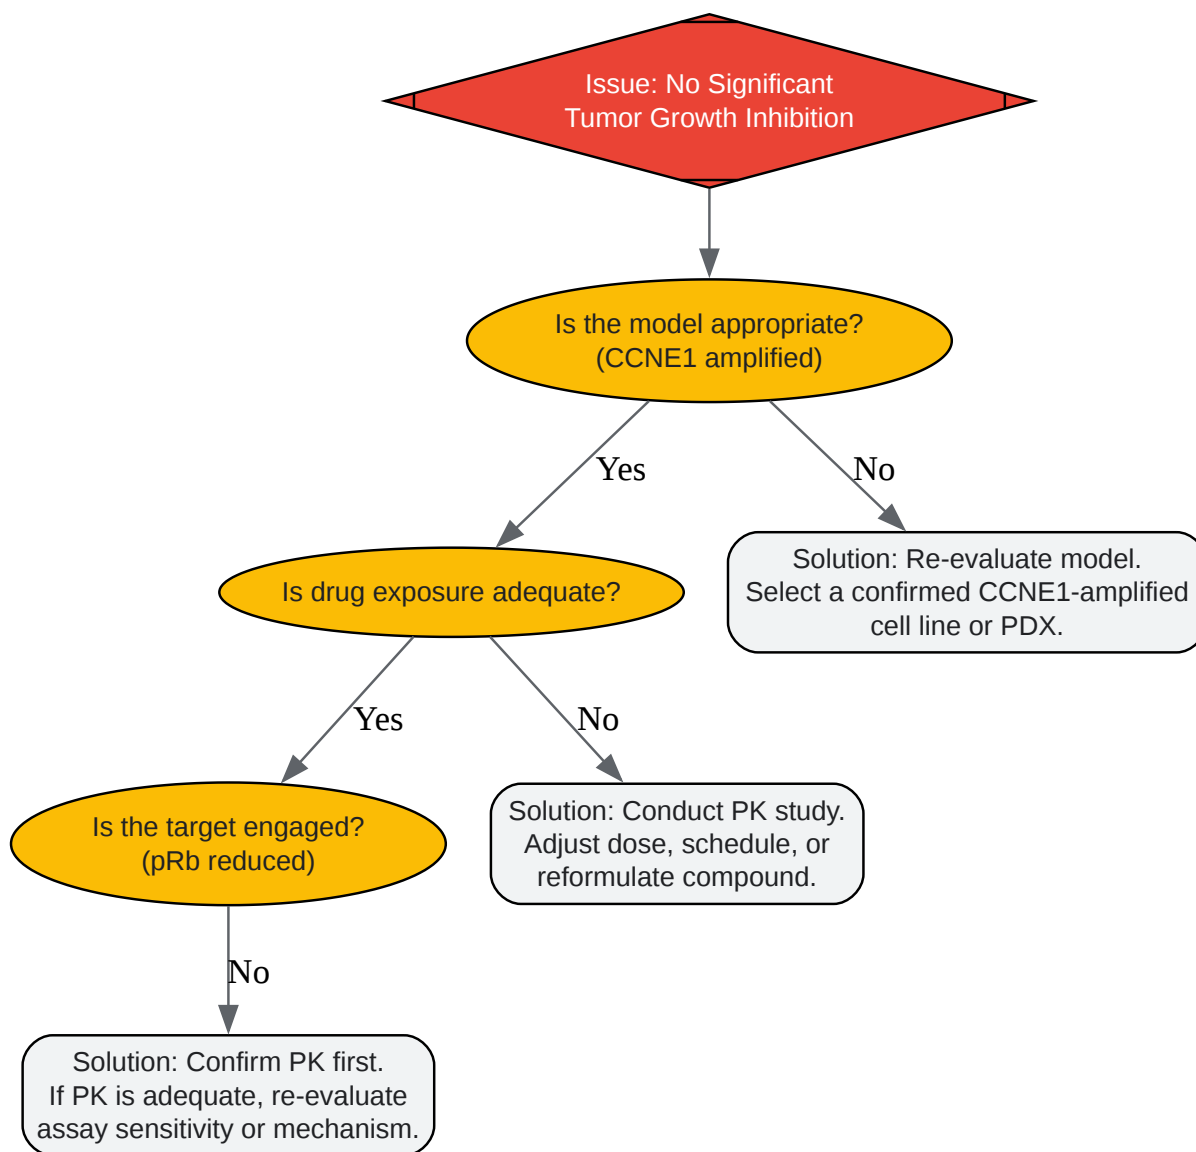 Issue: No Significant
Tumor Growth Inhibition
Is the model appropriate?
(CCNE1 amplified)
Yes
No
Solution: Re-evaluate model.
Select a confirmed CCNE1-amplified
cell line or PDX.
Is drug exposure adequate?
Yes
No
Is the target engaged?
(pRb reduced)
Solution: Conduct PK study.
Adjust dose, schedule, or
reformulate compound.
No
Solution: Confirm PK first.
If PK is adequate, re-evaluate
assay sensitivity or mechanism.